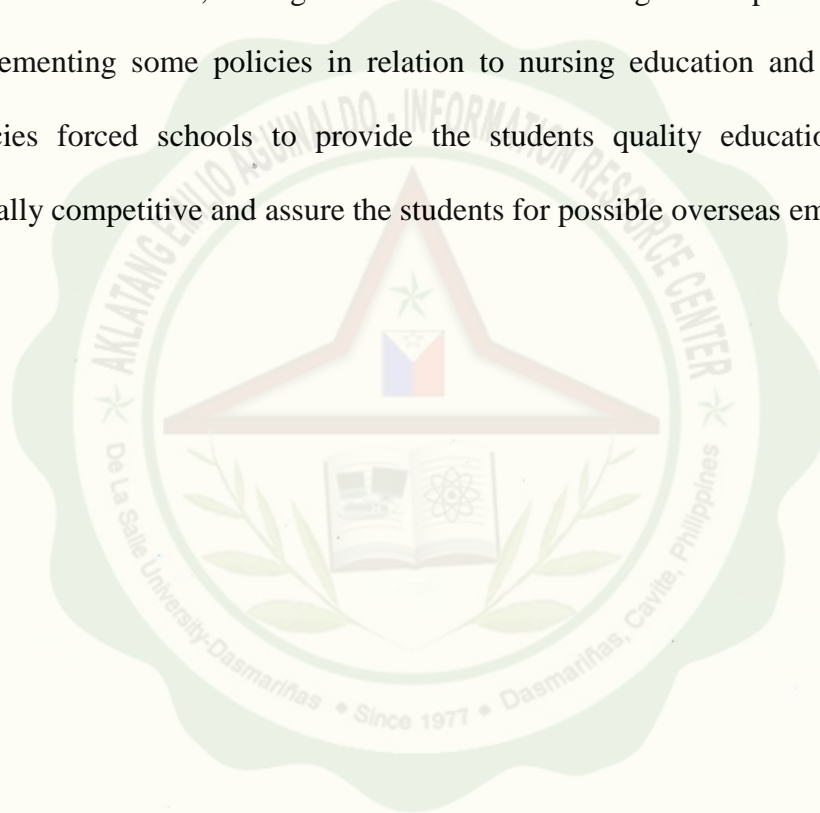 ementing some policies in relation to nursing education and
cies forced schools to provide the students quality educatio
ally competitive and assure the students for possible overseas em
AKLATANG EMILIO AGUINALDO - INFORMATION RESOURCE CENTER
De La Salle University-Dasmariñas • Since 1977 • Dasmariñas, Cavite, Philippines